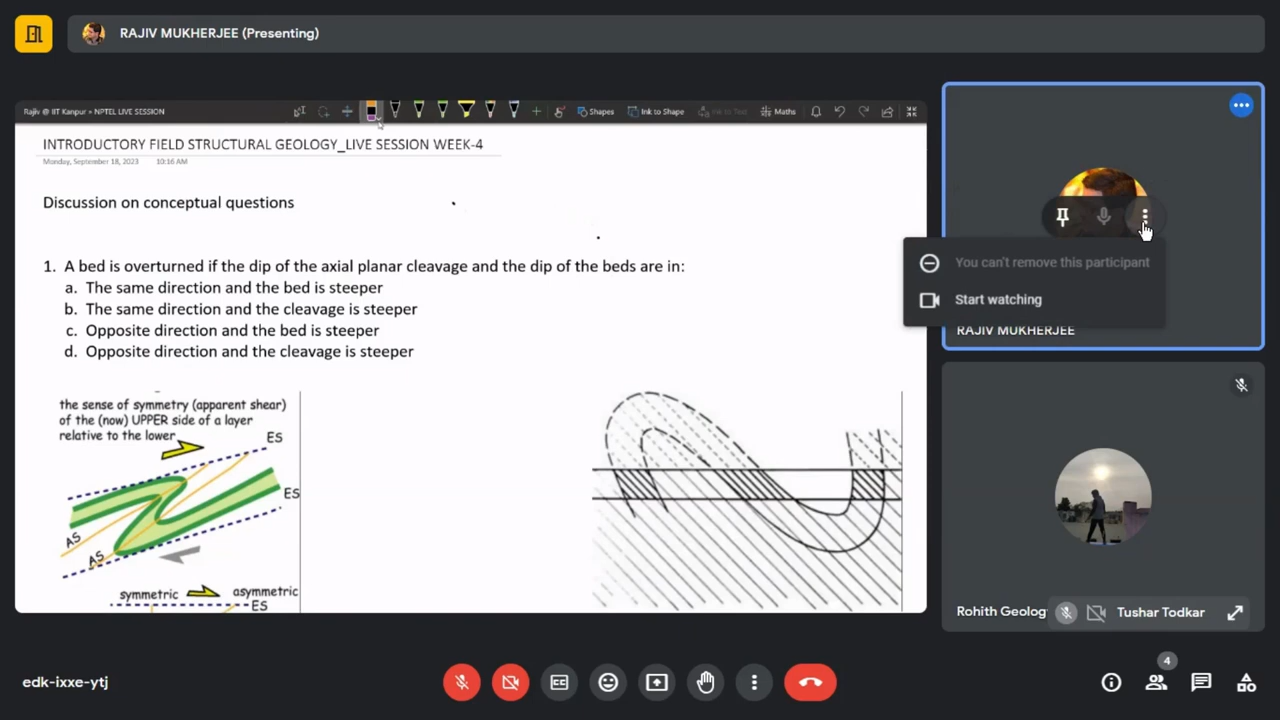 RAJIV MUKHERJEE (Presenting)
Rajiv @ IIT Kanpur » NPTEL LIVE SESSION
Shapes
Ink to Shape
Ink to Text
Maths
INTRODUCTORY FIELD STRUCTURAL GEOLOGY_LIVE SESSION WEEK-4
Monday, September 18, 2023 10:16 AM
Discussion on conceptual questions
1. A bed is overturned if the dip of the axial planar cleavage and the dip of the beds are in:
a. The same direction and the bed is steeper
b. The same direction and the cleavage is steeper
c. Opposite direction and the bed is steeper
d. Opposite direction and the cleavage is steeper
the sense of symmetry (apparent shear)
of the (now) UPPER side of a layer
relative to the lower
ES
ES
AS
AS
symmetric
asymmetric
ES
You can't remove this participant
Start watching
RAJIV MUKHERJEE
Rohith Geolog
Tushar Todkar
edk-ixxe-ytj
4